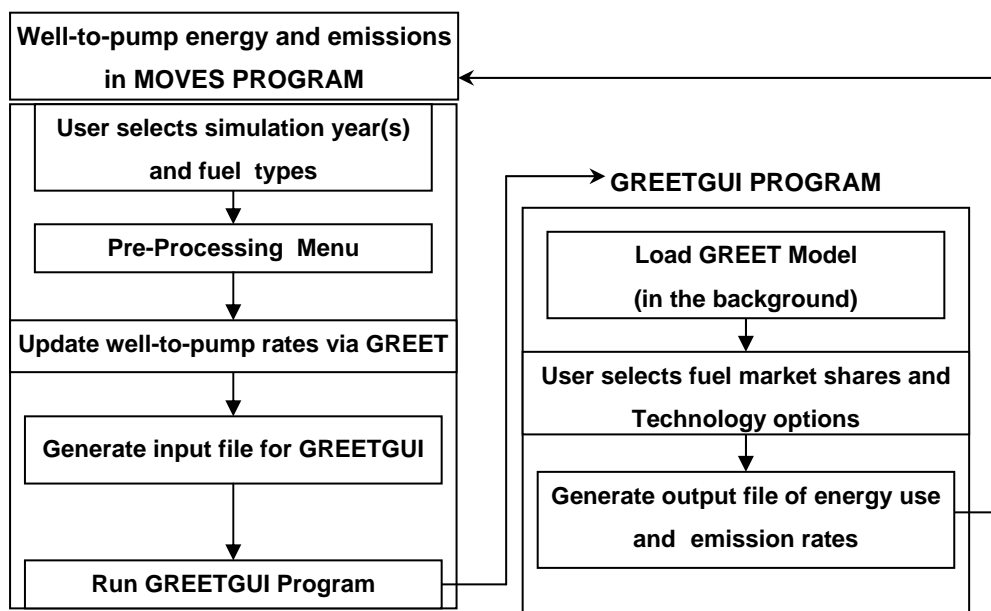 Well-to-pump energy and emissions
in MOVES PROGRAM
User selects simulation year(s)
and fuel types
Pre-Processing Menu
Update well-to-pump rates via GREET
Generate input file for GREETGUI
Run GREETGUI Program
GREETGUI PROGRAM
Load GREET Model
(in the background)
User selects fuel market shares and
Technology options
Generate output file of energy use
and emission rates